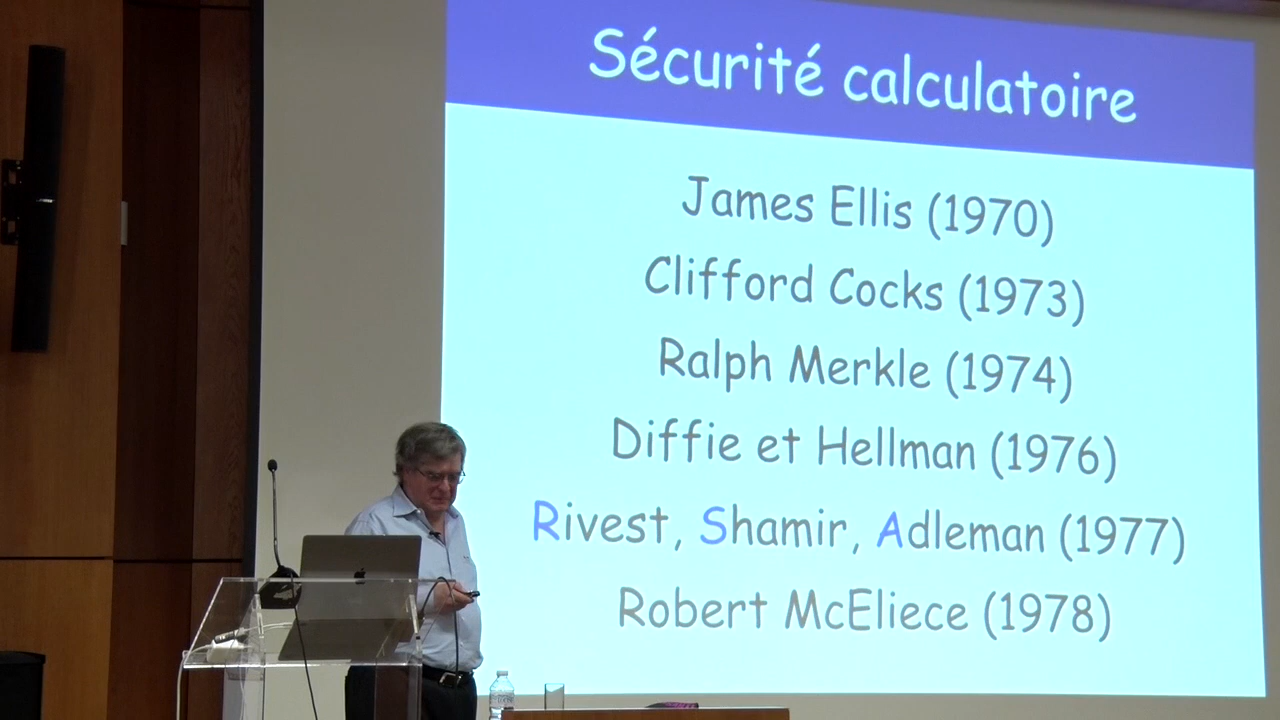 Sécurité calculatoire
James Ellis (1970)
Clifford Cocks (1973)
Ralph Merkle (1974)
Diffie et Hellman (1976)
Rivest, Shamir, Adleman (1977)
Robert McEliece (1978)